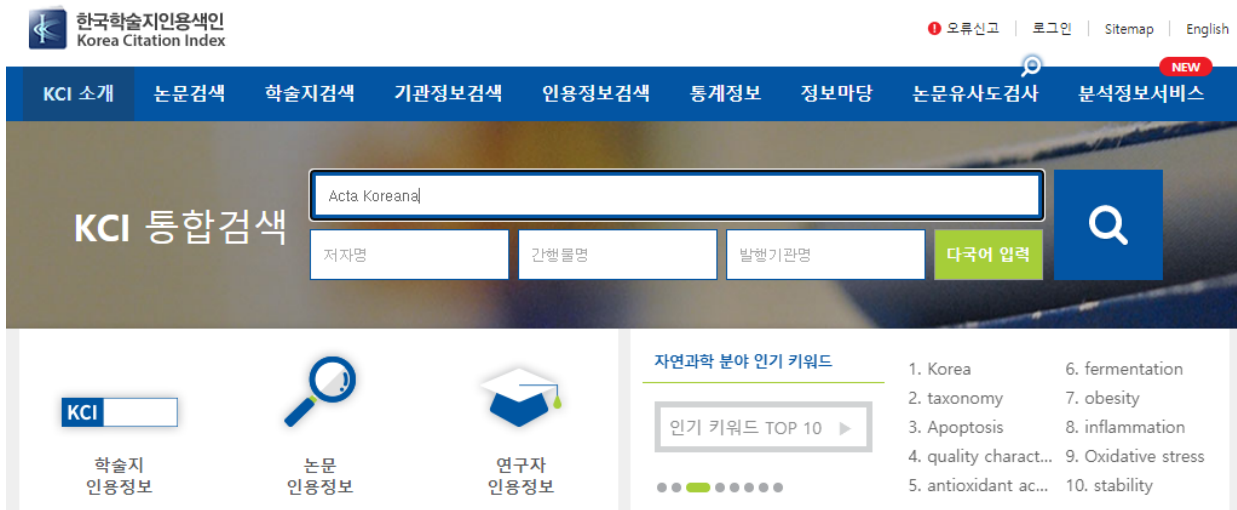 한국학술지인용색인
Korea Citation Index
오류신고 로그인 Sitemap English
NEW
KCI 소개 논문검색 학술지검색 기관정보검색 인용정보검색 통계정보 정보마당 논문유사도검사 분석정보서비스
KCI 통합검색
Acta Koreana
저자명 간행물명 발행기관명 다국어 입력
KCI
학술지
인용정보
논문
인용정보
연구자
인용정보
자연과학 분야 인기 키워드
인기 키워드 TOP 10
1. Korea
2. taxonomy
3. Apoptosis
4. quality charact...
5. antioxidant ac...
6. fermentation
7. obesity
8. inflammation
9. Oxidative stress
10. stability